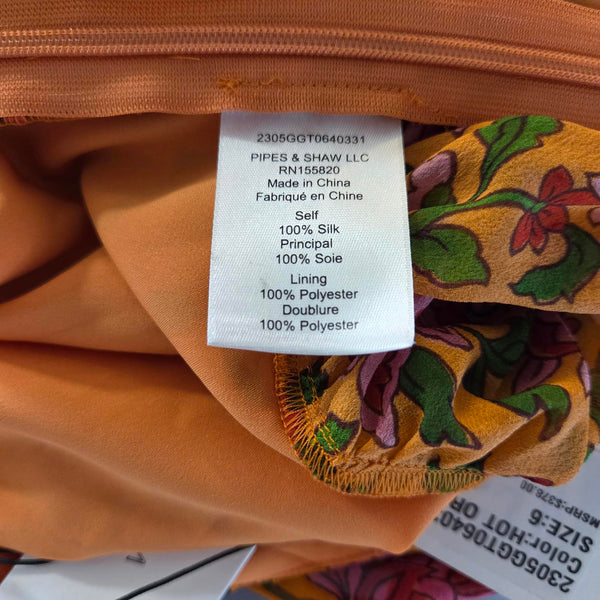 2305GGT0640331
PIPES & SHAW LLC
RN155820
Made in China
Fabriqué en Chine
Self
100% Silk
Principal
100% Soie
Lining
100% Polyester
Doublure
100% Polyester
2305GGT0640
Color:HOT OR
SIZE:6
MSRP:$378.00
1